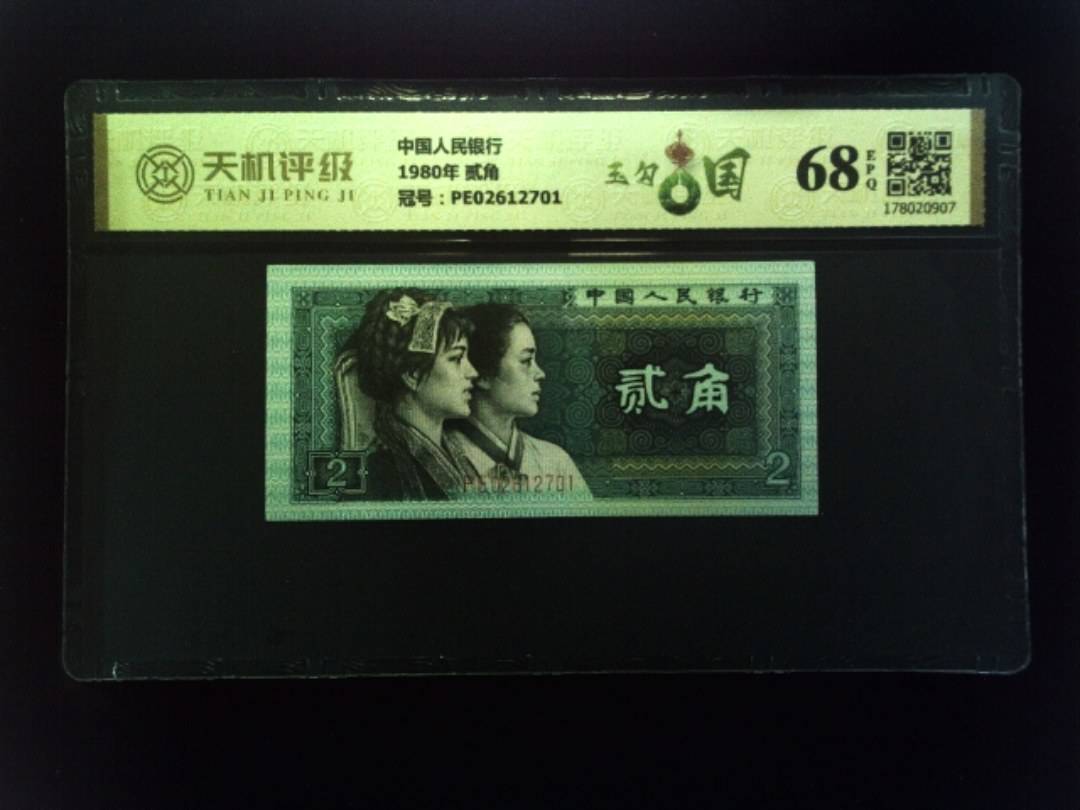 天机评级
TIAN JI PING JI
中国人民银行
1980年 贰角
冠号：PE02612701
玉勾国
68
EPQ
178020907
中國人民银行
贰角
2
PE02612701
2